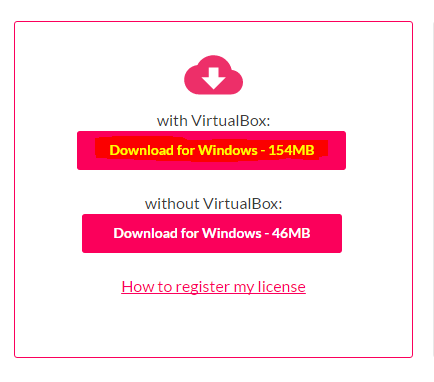 with VirtualBox:
Download for Windows - 154MB
without VirtualBox:
Download for Windows - 46MB
How to register my license